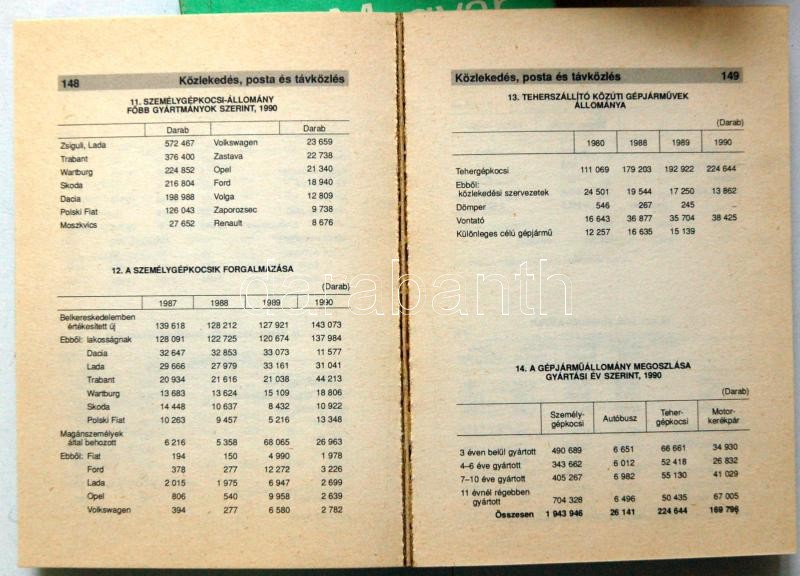 Magyar
148 Közlekedés, posta és távközlés
11. SZEMÉLYGÉPKOCSI-ÁLLOMÁNY
FŐBB GYÁRTMÁNYOK SZERINT, 1990
Darab Darab
Zsiguli, Lada 572 467 Volkswagen 23 659
Trabant 376 400 Zastava 22 738
Wartburg 224 852 Opel 21 340
Skoda 216 804 Ford 18 940
Dacia 198 988 Volga 12 809
Polski Fiat 126 043 Zaporozsec 9 738
Moszkvics 27 652 Renault 8 676
12. A SZEMÉLYGÉPKOCSIK FORGALMAZÁSA
(Darab)
1987 1988 1989 1990
Belkereskedelemben
értékesített új 139 618 128 212 127 921 143 073
Ebből: lakosságnak 128 091 122 725 120 674 137 984
Dacia 32 647 32 853 33 073 11 577
Lada 29 666 27 979 33 161 31 041
Trabant 20 934 21 616 21 038 44 213
Wartburg 13 683 13 624 15 109 18 806
Skoda 14 448 10 637 8 432 10 922
Polski Fiat 10 263 9 457 5 216 13 348
Magánszemélyek
által behozott 6 216 5 358 68 065 26 963
Ebből: Fiat 194 150 4 990 1 978
Ford 378 277 12 272 3 226
Lada 2 015 1 975 6 947 2 699
Opel 806 540 9 958 2 639
Volkswagen 394 277 6 580 2 782
Közlekedés, posta és távközlés 149
13. TEHERSZÁLLÍTÓ KÖZÚTI GÉPJÁRMŰVEK
ÁLLOMÁNYA
(Darab)
1980 1988 1989 1990
Tehergépkocsi 111 069 179 203 192 922 224 644
Ebből:
közlekedési szervezetek 24 501 19 544 17 250 13 862
Dömper 546 267 245 .
Vontató 16 643 36 877 35 704 38 425
Különleges célú gépjármű 12 257 16 635 15 139
14. A GÉPJÁRMŰÁLLOMÁNY MEGOSZLÁSA
GYÁRTÁSI ÉV SZERINT, 1990
(Darab)
Személy- Autóbusz Teher- Motor-
gépkocsi gépkocsi kerékpár
3 éven belül gyártott 490 689 6 651 66 661 34 930
4–6 éve gyártott 343 662 6 012 52 418 26 832
7–10 éve gyártott 405 267 6 982 55 130 41 029
11 évnél régebben
gyártott 704 328 6 496 50 435 67 005
Összesen 1 943 946 26 141 224 644 169 796
darabanth